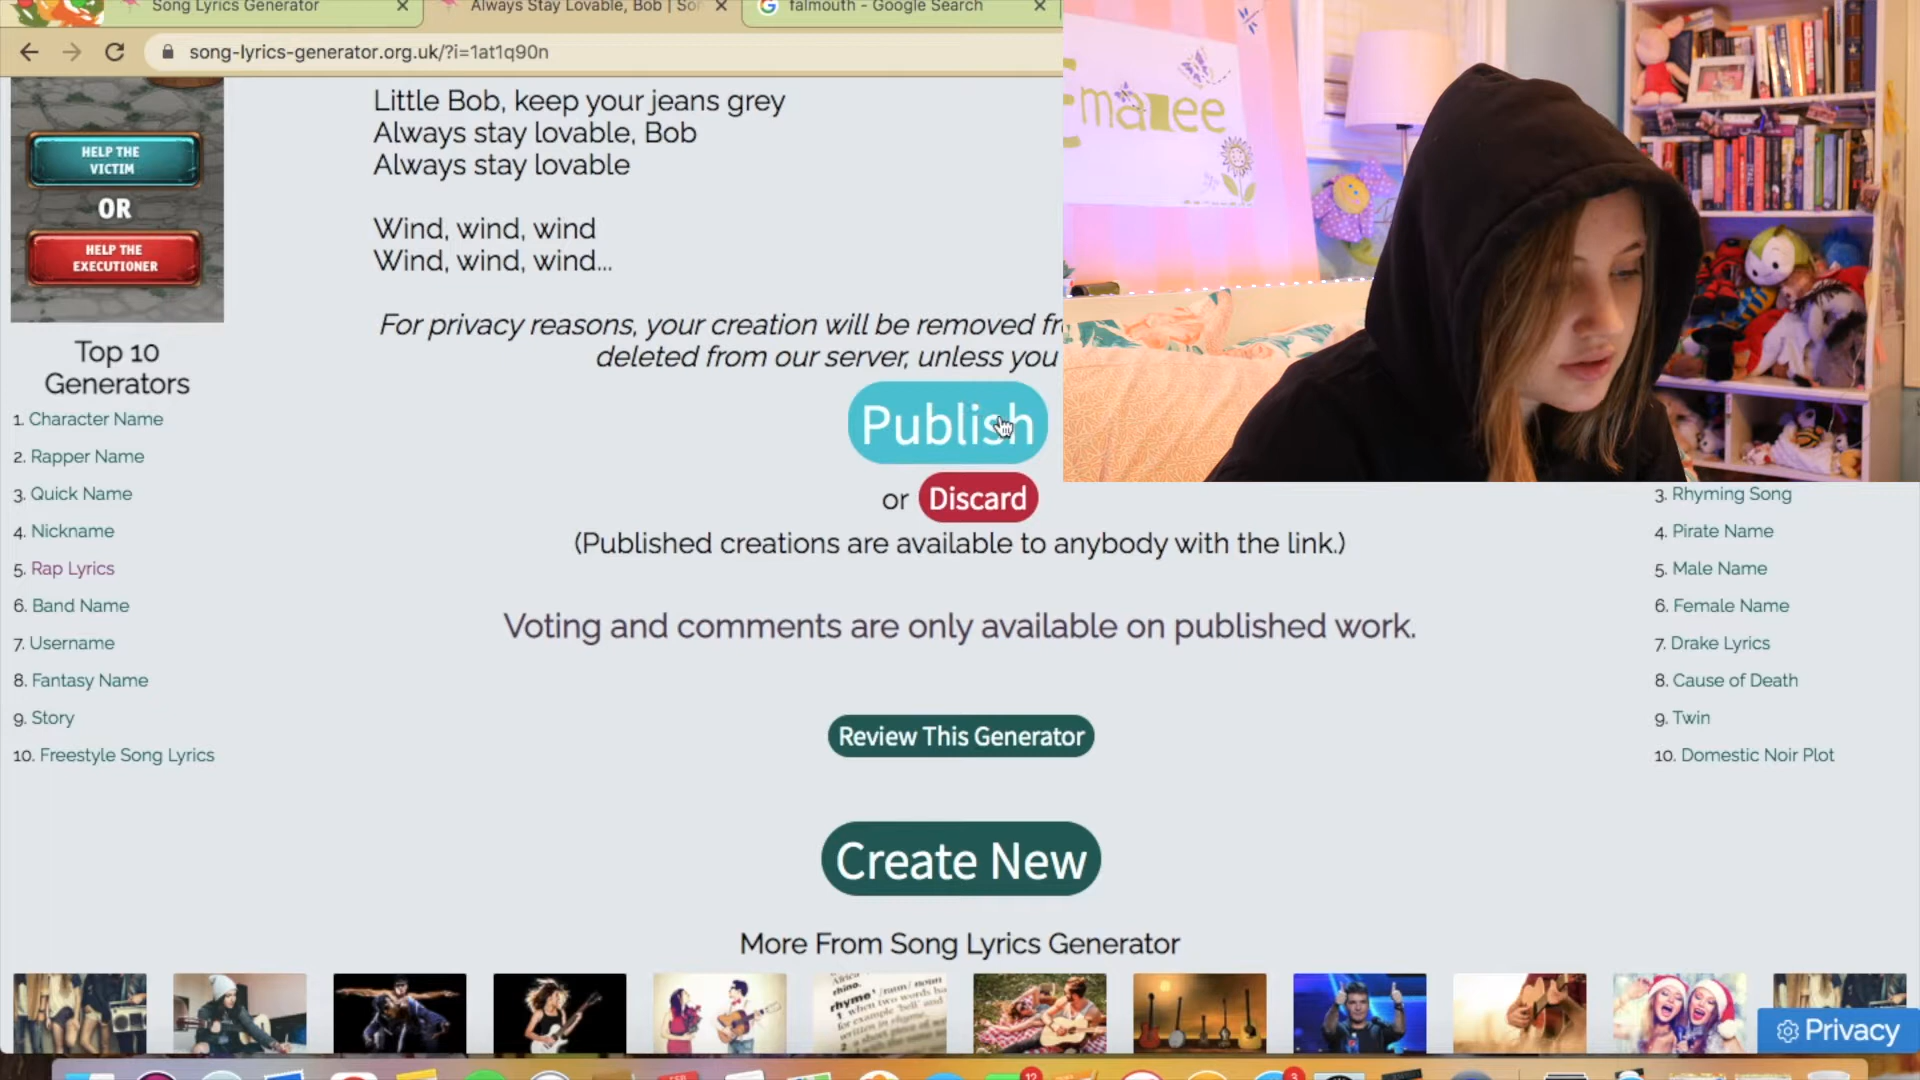 Song Lyrics Generator
Always Stay Lovable, Bob | Son
falmouth - Google Search
song-lyrics-generator.org.uk/?i=1at1q90n
Little Bob, keep your jeans grey
Always stay lovable, Bob
Always stay lovable
Wind, wind, wind
Wind, wind, wind...
For privacy reasons, your creation will be removed fr
deleted from our server, unless you
Publish
or Discard
(Published creations are available to anybody with the link.)
Voting and comments are only available on published work.
Review This Generator
Create New
More From Song Lyrics Generator
HELP THE
VICTIM
OR
HELP THE
EXECUTIONER
Top 10
Generators
1. Character Name
2. Rapper Name
3. Quick Name
4. Nickname
5. Rap Lyrics
6. Band Name
7. Username
8. Fantasy Name
9. Story
10. Freestyle Song Lyrics
3. Rhyming Song
4. Pirate Name
5. Male Name
6. Female Name
7. Drake Lyrics
8. Cause of Death
9. Twin
10. Domestic Noir Plot
rhino.
Privacy
12
3